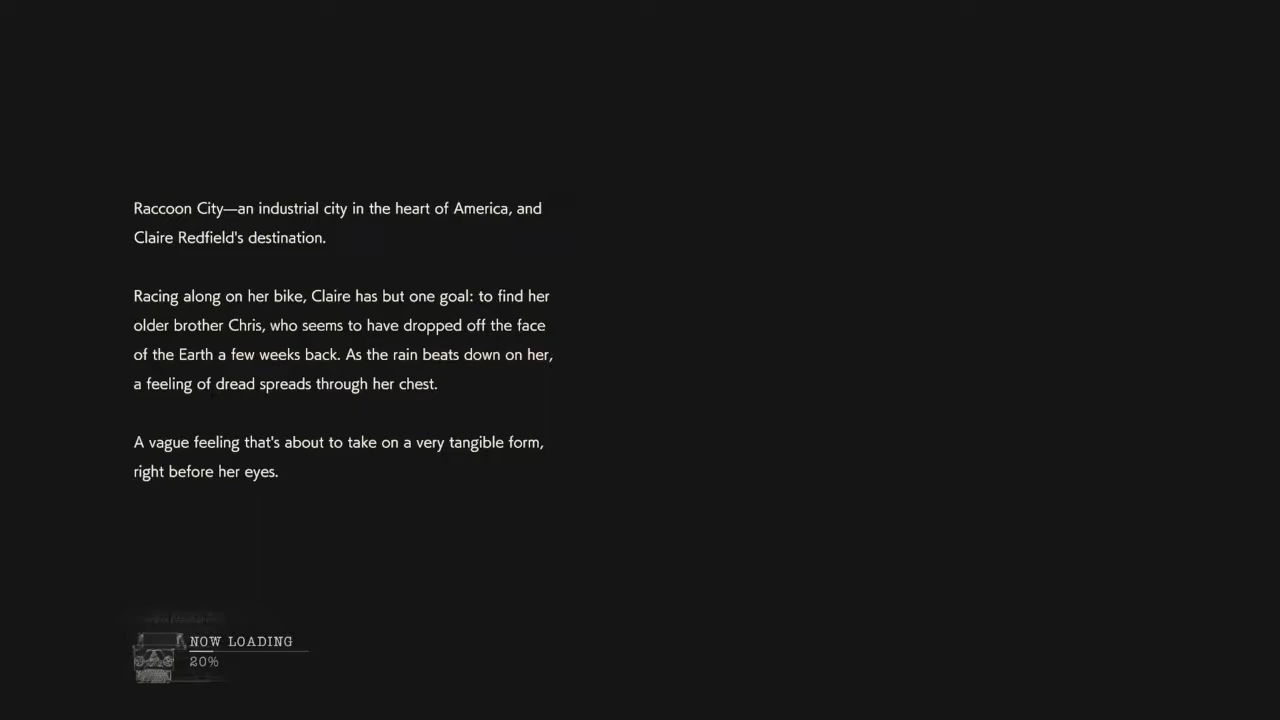 Raccoon City—an industrial city in the heart of America, and
Claire Redfield's destination.
Racing along on her bike, Claire has but one goal: to find her
older brother Chris, who seems to have dropped off the face
of the Earth a few weeks back. As the rain beats down on her,
a feeling of dread spreads through her chest.
A vague feeling that's about to take on a very tangible form,
right before her eyes.
NOW LOADING
20%